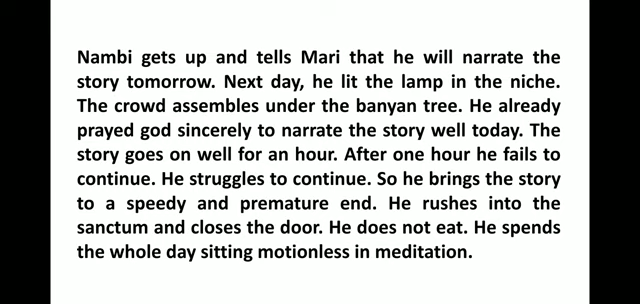 Nambi gets up and tells Mari that he will narrate the
story tomorrow. Next day, he lit the lamp in the niche.
The crowd assembles under the banyan tree. He already
prayed god sincerely to narrate the story well today. The
story goes on well for an hour. After one hour he fails to
continue. He struggles to continue. So he brings the story
to a speedy and premature end. He rushes into the
sanctum and closes the door. He does not eat. He spends
the whole day sitting motionless in meditation.